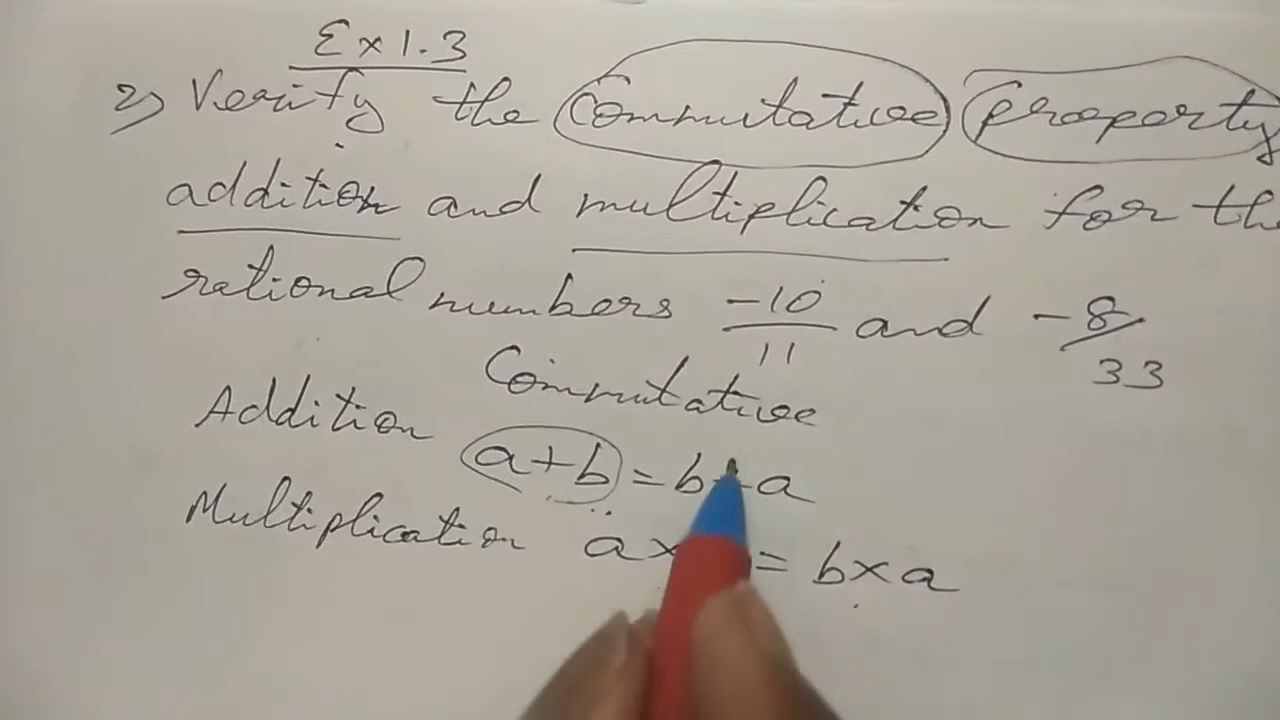 Ex 1.3
2) Verify the Commutative property
addition and multiplication for the
rational numbers -10/11 and -8/33
Commutative
Addition a+b = b+a
Multiplication a× = b×a